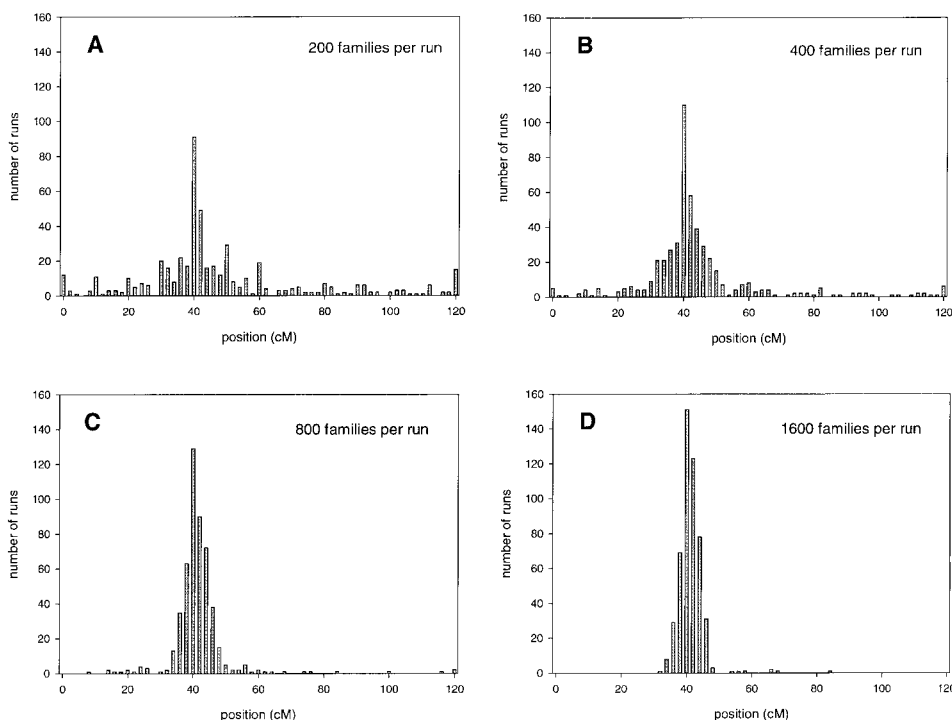 A
200 families per run
number of runs
160
140
120
100
80
60
40
20
0
0 20 40 60 80 100 120
position (cM)
B
400 families per run
number of runs
160
140
120
100
80
60
40
20
0
0 20 40 60 80 100 120
position (cM)
C
800 families per run
number of runs
160
140
120
100
80
60
40
20
0
0 20 40 60 80 100 120
position (cM)
D
1600 families per run
number of runs
160
140
120
100
80
60
40
20
0
0 20 40 60 80 100 120
position (cM)